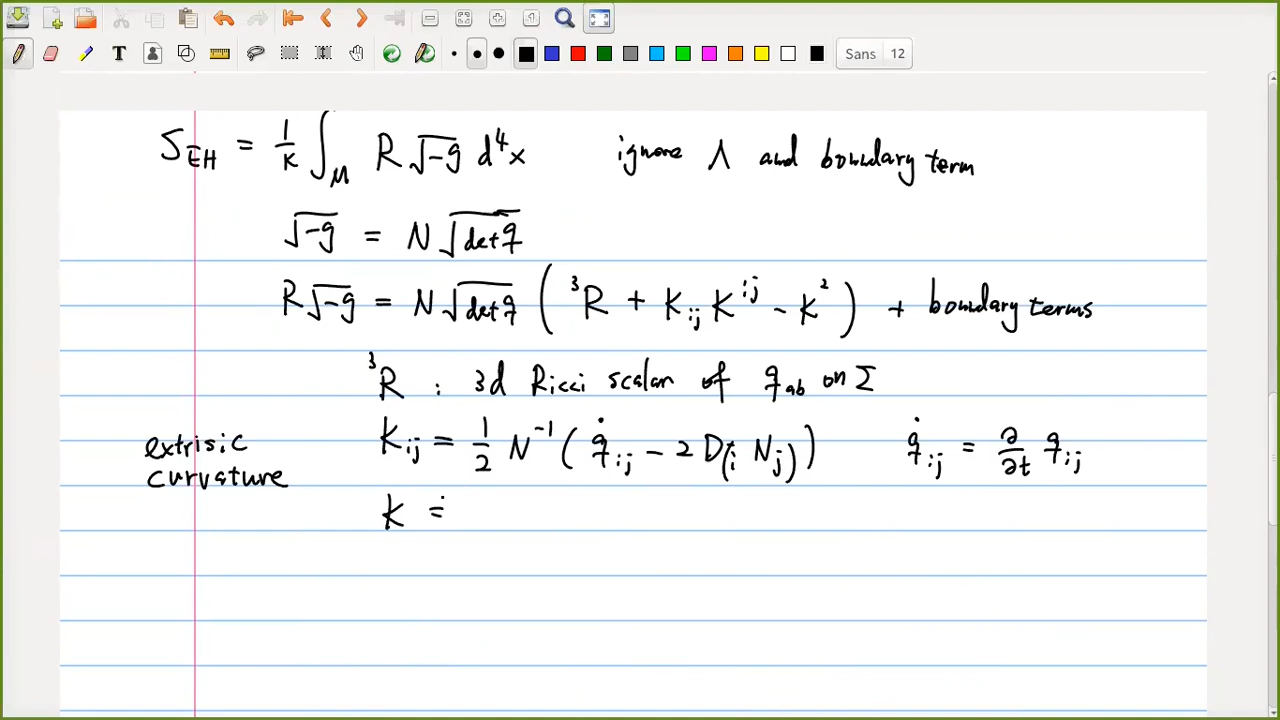 T Sans 12
S_EH = 1/κ ∫_M R √-g d⁴x ignore Λ and boundary term
√-g = N √det q
R √-g = N √det q ( ³R + K_ij K^ij - K² ) + boundary terms
³R : 3d Ricci scalar of q_ab on Σ
extrisic
curvature
K_ij = 1/2 N⁻¹ ( q̇_ij - 2 D_(i N_j) ) q̇_ij = ∂/∂t q_ij
K =